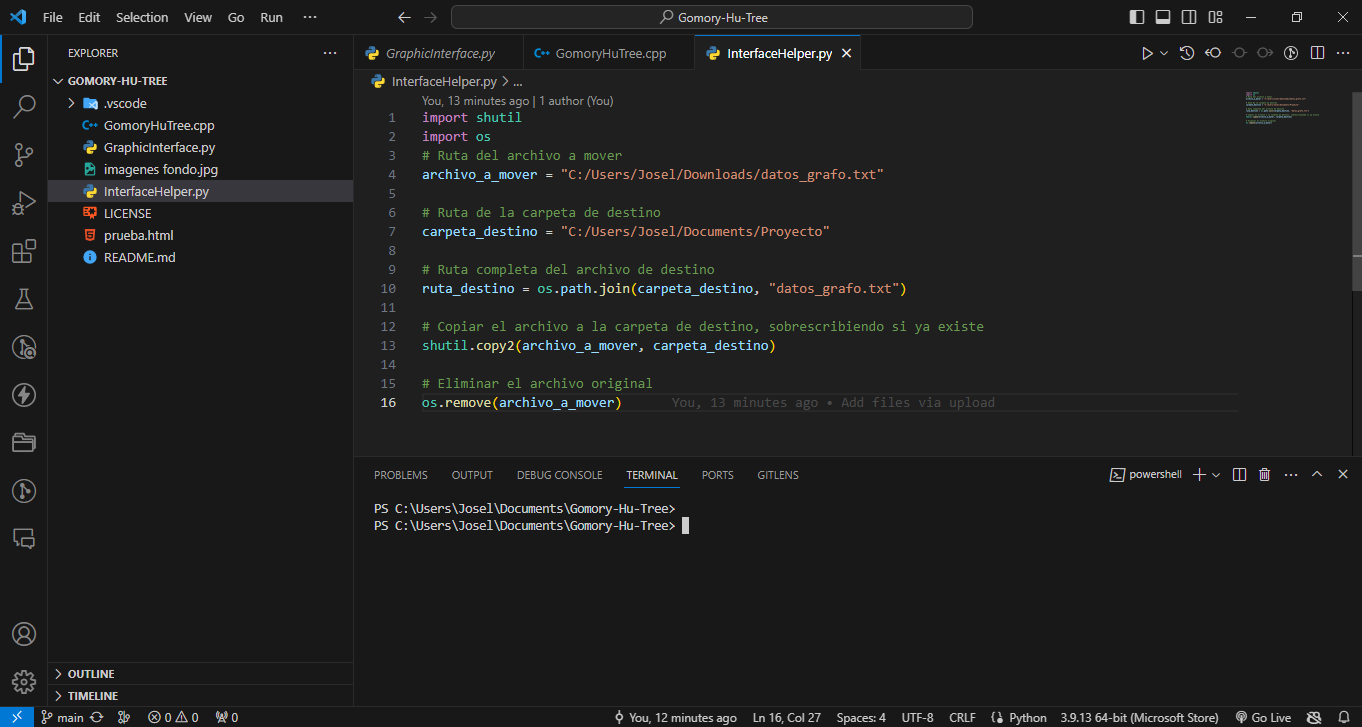 File Edit Selection View Go Run ··· Gomory-Hu-Tree
EXPLORER ···
GOMORY-HU-TREE
.vscode
GomoryHuTree.cpp
GraphicInterface.py
imagenes fondo.jpg
InterfaceHelper.py
LICENSE
prueba.html
README.md
OUTLINE
TIMELINE
GraphicInterface.py GomoryHuTree.cpp InterfaceHelper.py
InterfaceHelper.py > ...
You, 13 minutes ago | 1 author (You)
1 import shutil
2 import os
3 # Ruta del archivo a mover
4 archivo_a_mover = "C:/Users/Josel/Downloads/datos_grafo.txt"
5
6 # Ruta de la carpeta de destino
7 carpeta_destino = "C:/Users/Josel/Documents/Proyecto"
8
9 # Ruta completa del archivo de destino
10 ruta_destino = os.path.join(carpeta_destino, "datos_grafo.txt")
11
12 # Copiar el archivo a la carpeta de destino, sobrescribiendo si ya existe
13 shutil.copy2(archivo_a_mover, carpeta_destino)
14
15 # Eliminar el archivo original
16 os.remove(archivo_a_mover) You, 13 minutes ago • Add files via upload
PROBLEMS OUTPUT DEBUG CONSOLE TERMINAL PORTS GITLENS powershell
PS C:\Users\Josel\Documents\Gomory-Hu-Tree>
PS C:\Users\Josel\Documents\Gomory-Hu-Tree>
main 0 0 0 You, 12 minutes ago Ln 16, Col 27 Spaces: 4 UTF-8 CRLF Python 3.9.13 64-bit (Microsoft Store) Go Live